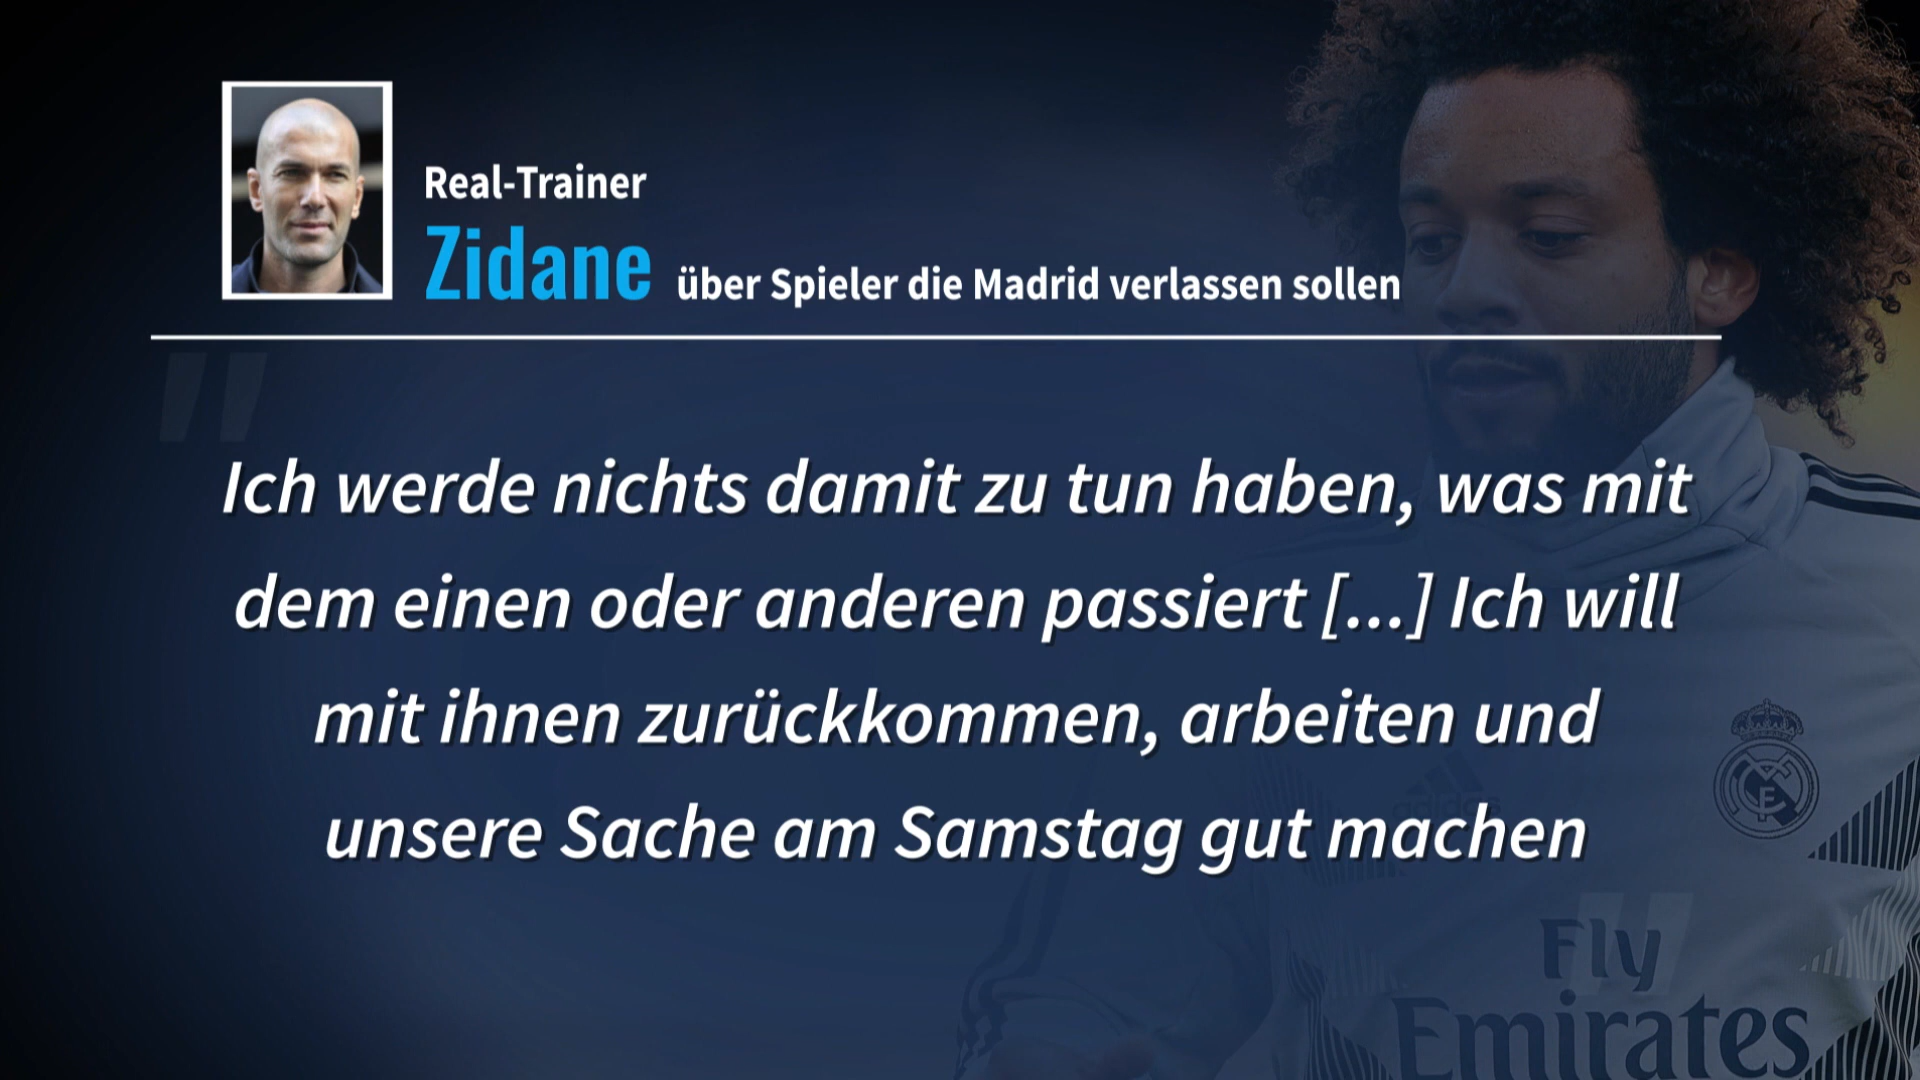 Real-Trainer
Zidane über Spieler die Madrid verlassen sollen
"
Ich werde nichts damit zu tun haben, was mit
dem einen oder anderen passiert [...] Ich will
mit ihnen zurückkommen, arbeiten und
unsere Sache am Samstag gut machen
"
adidas
Fly
Emirates